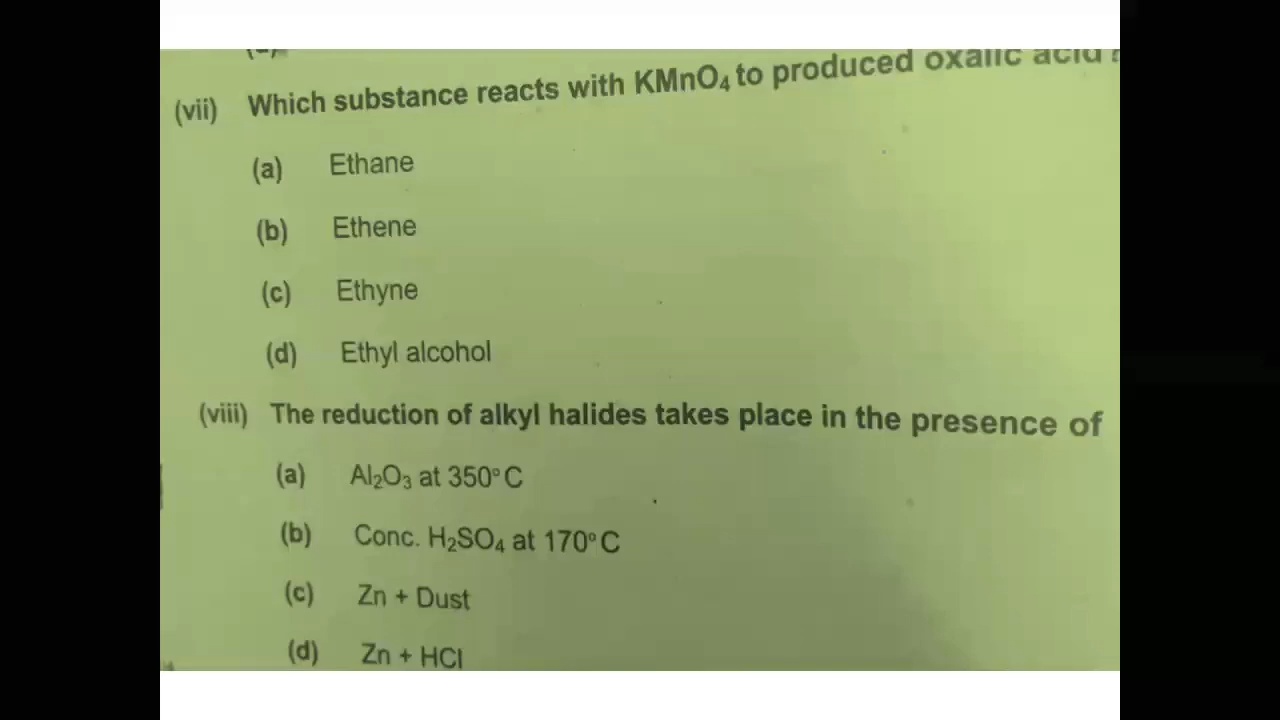 (vii) Which substance reacts with KMnO₄ to produced oxalic acid
(a) Ethane
(b) Ethene
(c) Ethyne
(d) Ethyl alcohol
(viii) The reduction of alkyl halides takes place in the presence of
(a) Al₂O₃ at 350°C
(b) Conc. H₂SO₄ at 170°C
(c) Zn + Dust
(d) Zn + HCl